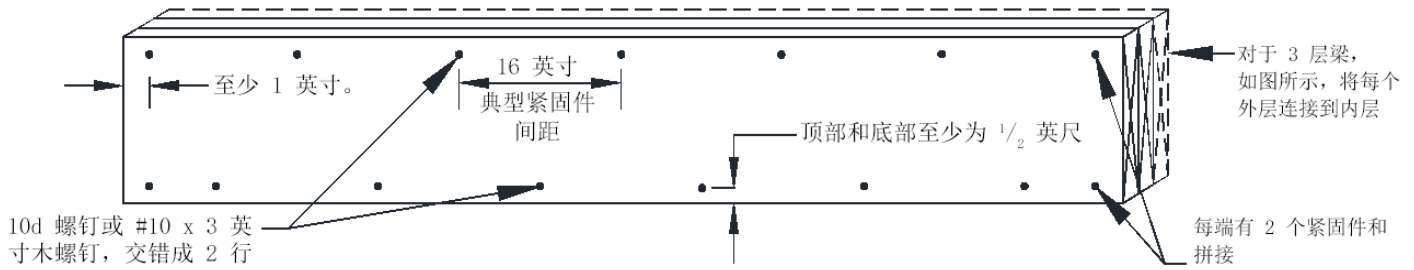 至少 1 英寸。
16 英寸
典型紧固件
间距
对于 3 层梁，
如图所示，将每个
外层连接到内层
顶部和底部至少为 1/2 英尺
10d 螺钉或 #10 x 3 英
寸木螺钉，交错成 2 行
每端有 2 个紧固件和
拼接